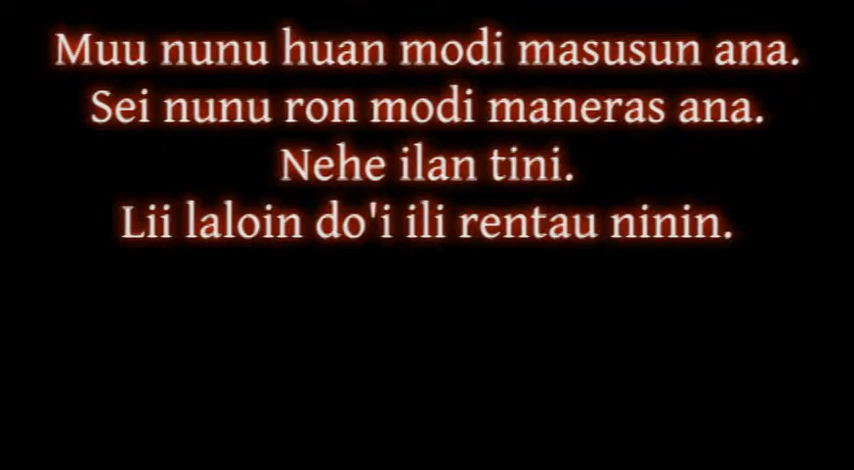 Muu nunu huan modi masusun ana.
Sei nunu ron modi maneras ana.
Nehe ilan tini.
Lii laloin do'i ili rentau ninin.